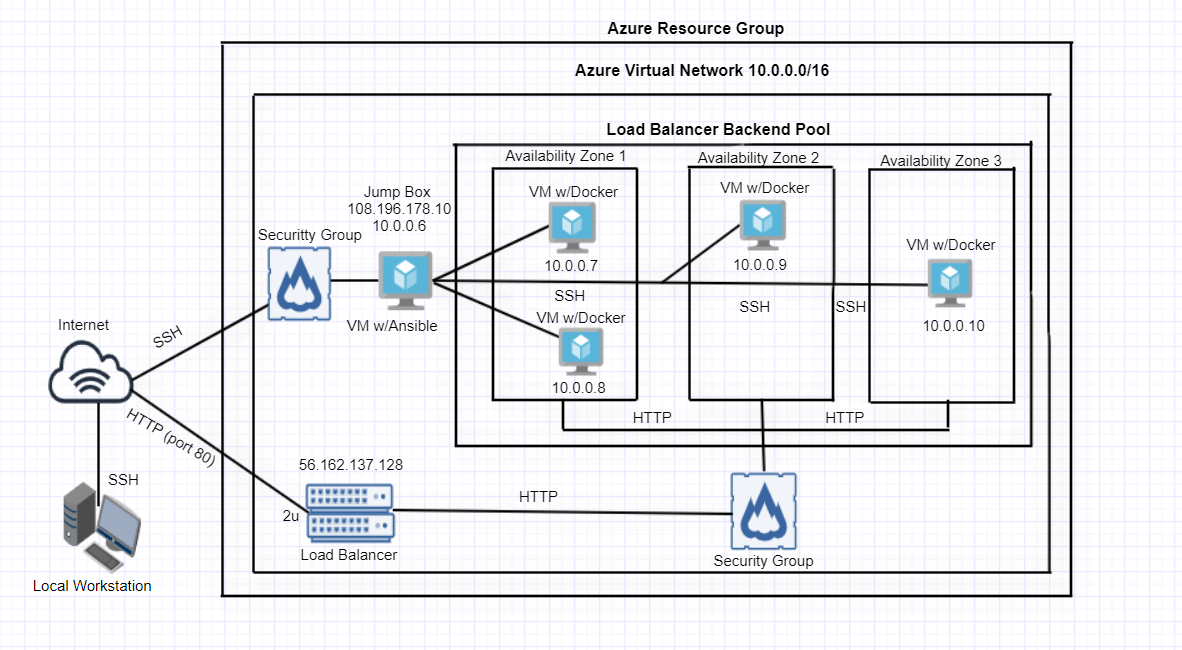 Azure Resource Group
Azure Virtual Network 10.0.0.0/16
Load Balancer Backend Pool
Availability Zone 1
Availability Zone 2
Availability Zone 3
Jump Box
108.196.178.10
10.0.0.6
Securitty Group
VM w/Ansible
VM w/Docker
10.0.0.7
SSH
VM w/Docker
10.0.0.8
VM w/Docker
10.0.0.9
SSH
SSH
VM w/Docker
10.0.0.10
HTTP
HTTP
Internet
SSH
HTTP (port 80)
SSH
Local Workstation
56.162.137.128
2u
Load Balancer
HTTP
Security Group